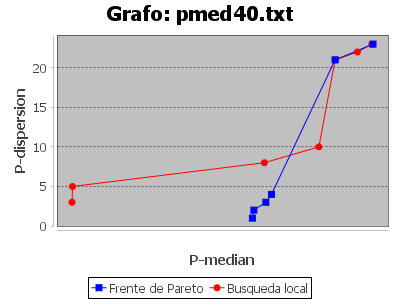 Grafo: pmed40.txt
P-dispersion
20
15
10
5
0
P-median
Frente de Pareto
Busqueda local